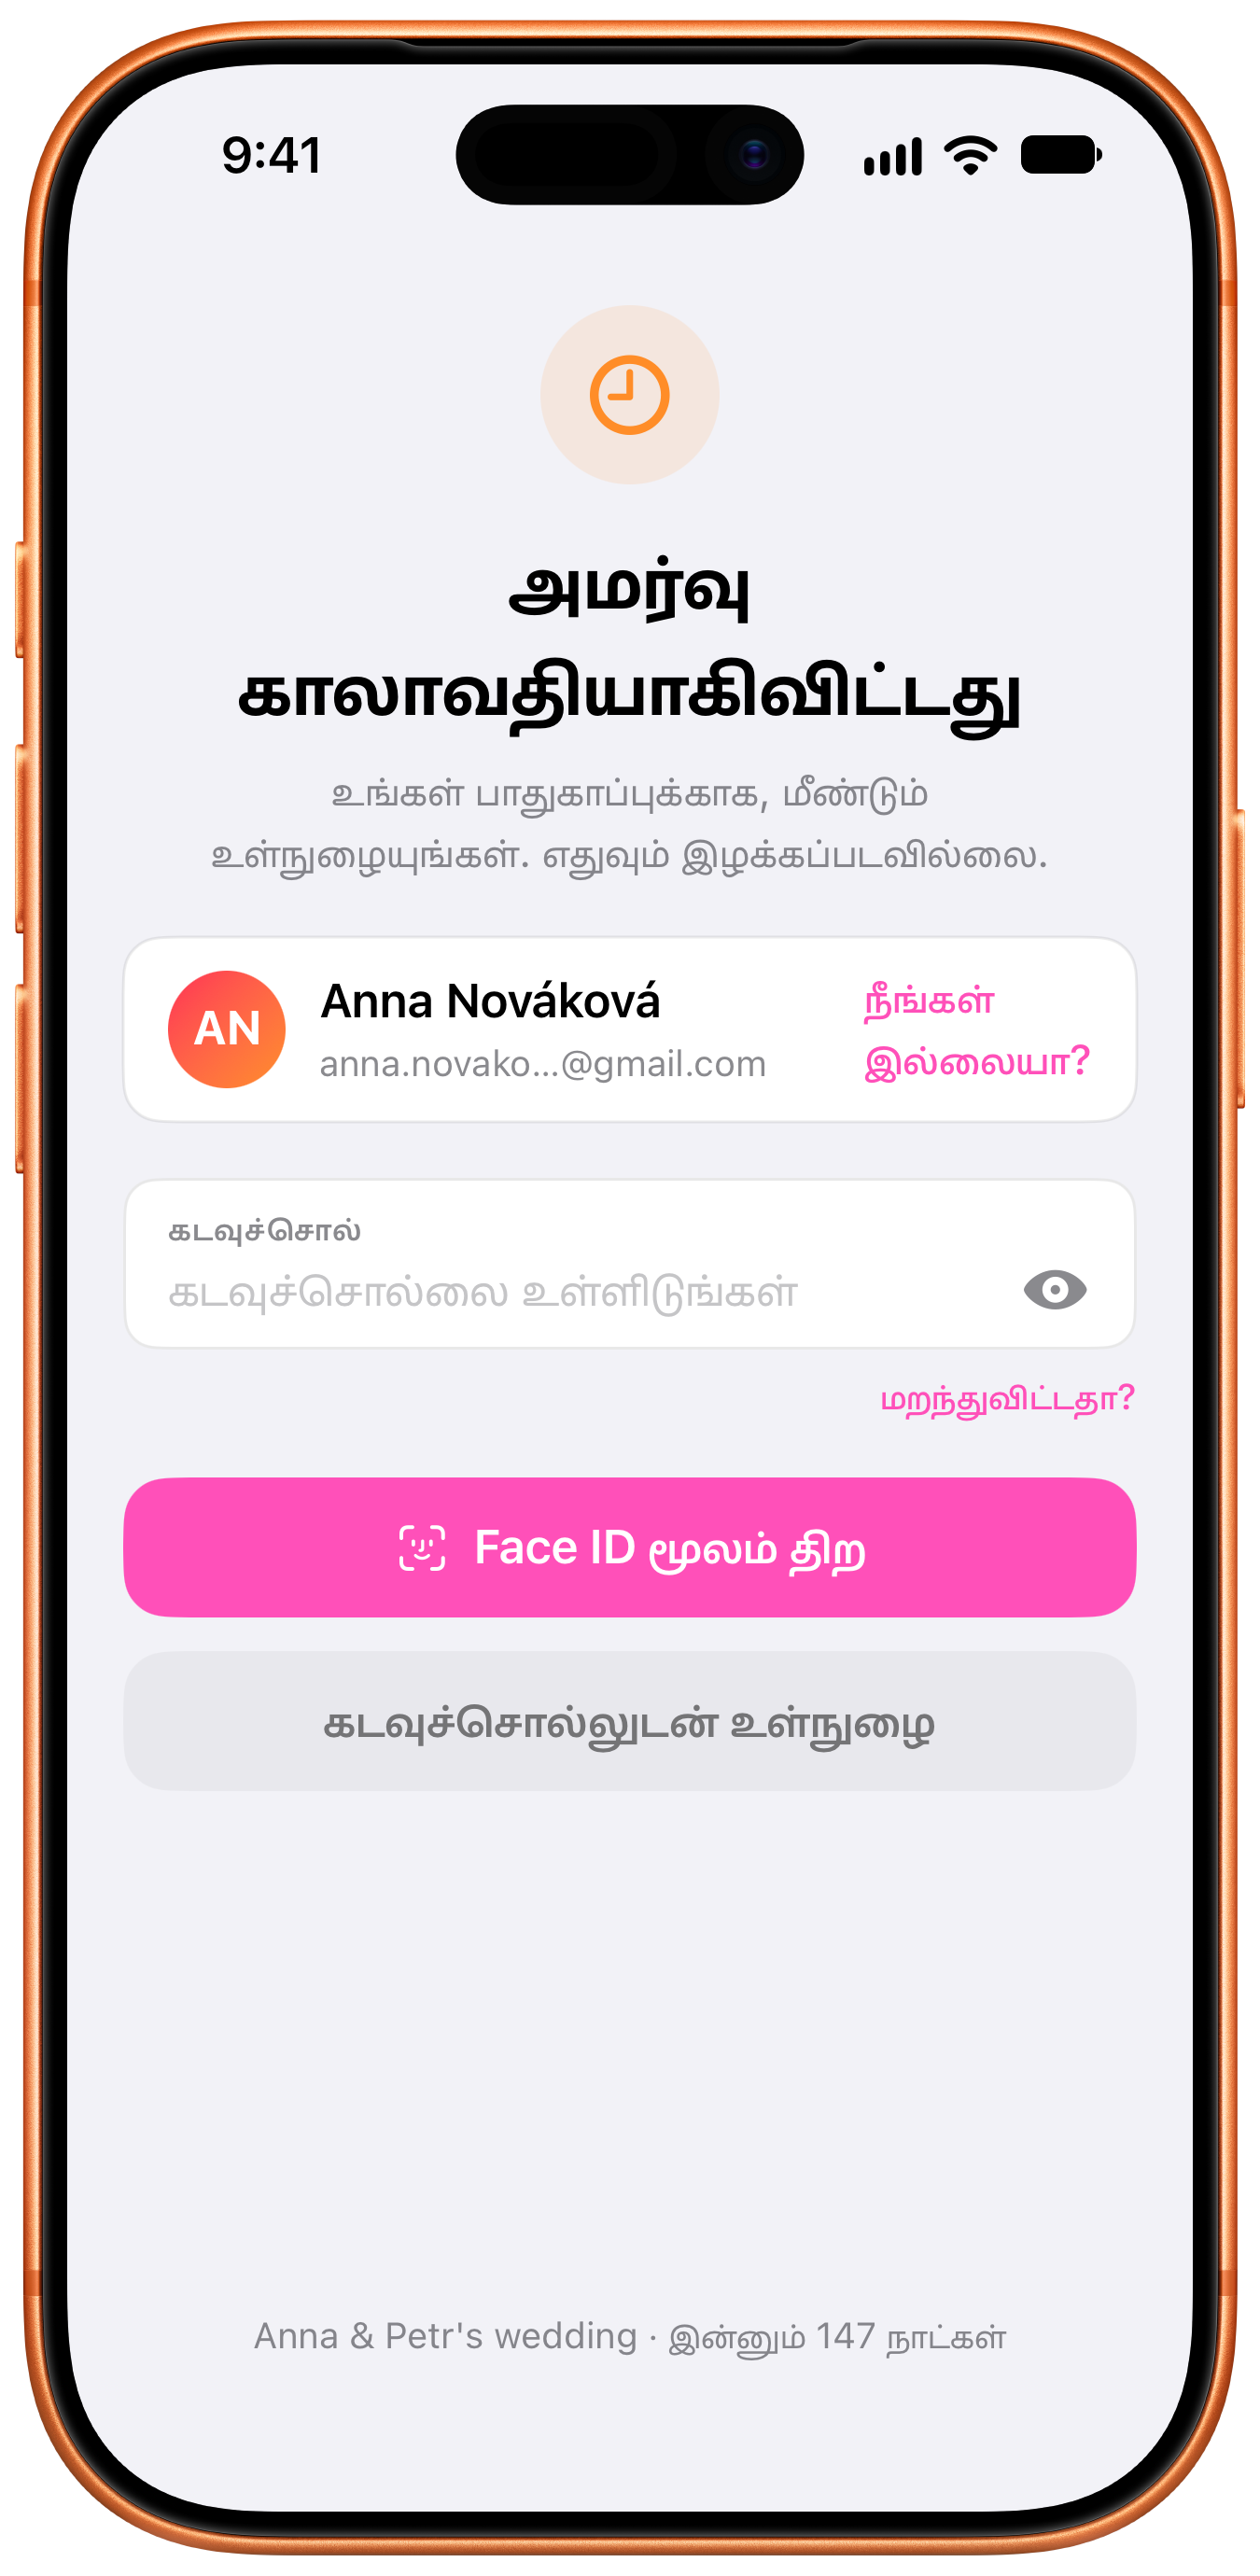 9:41
அமர்வு
காலாவதியாகிவிட்டது
உங்கள் பாதுகாப்புக்காக, மீண்டும்
உள்நுழையுங்கள். எதுவும் இழக்கப்படவில்லை.
AN
Anna Nováková
anna.novako...@gmail.com
நீங்கள்
இல்லையா?
கடவுச்சொல்
கடவுச்சொல்லை உள்ளிடுங்கள்
மறந்துவிட்டதா?
Face ID மூலம் திற
கடவுச்சொல்லுடன் உள்நுழை
Anna & Petr's wedding · இன்னும் 147 நாட்கள்